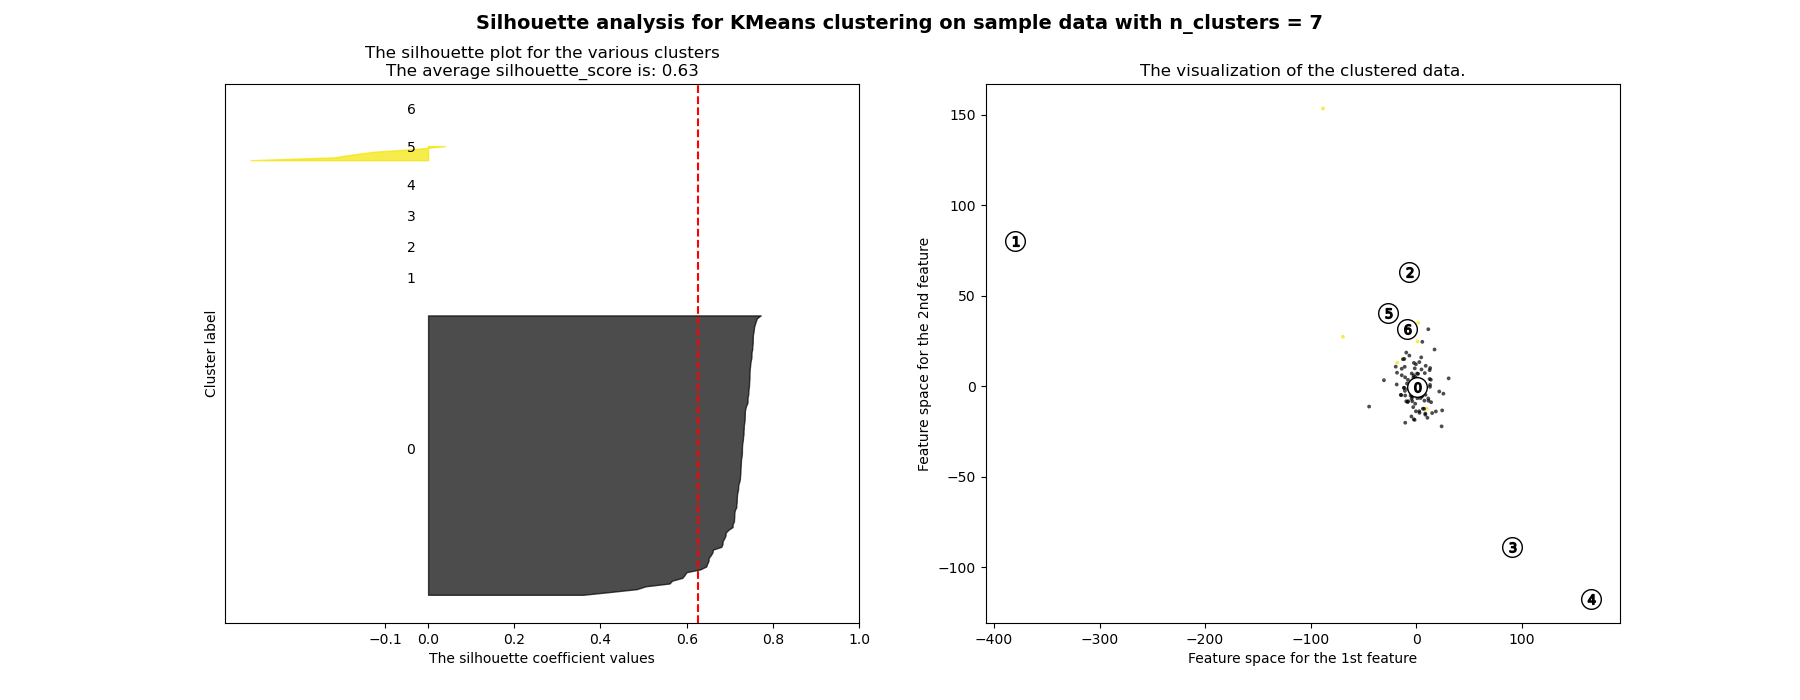 Silhouette analysis for KMeans clustering on sample data with n_clusters = 7
The silhouette plot for the various clusters
The average silhouette_score is: 0.63
6
5
4
3
2
1
0
Cluster label
−0.1 0.0 0.2 0.4 0.6 0.8 1.0
The silhouette coefficient values
The visualization of the clustered data.
150
100
50
0
−50
−100
Feature space for the 2nd feature
1
2
5
6
0
3
4
−400 −300 −200 −100 0 100
Feature space for the 1st feature